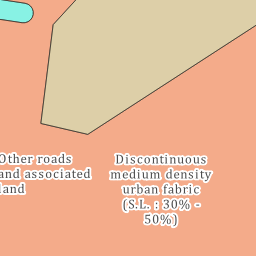 Other roads
and associated
land
Discontinuous
medium density
urban fabric
(S.L. : 30% -
50%)